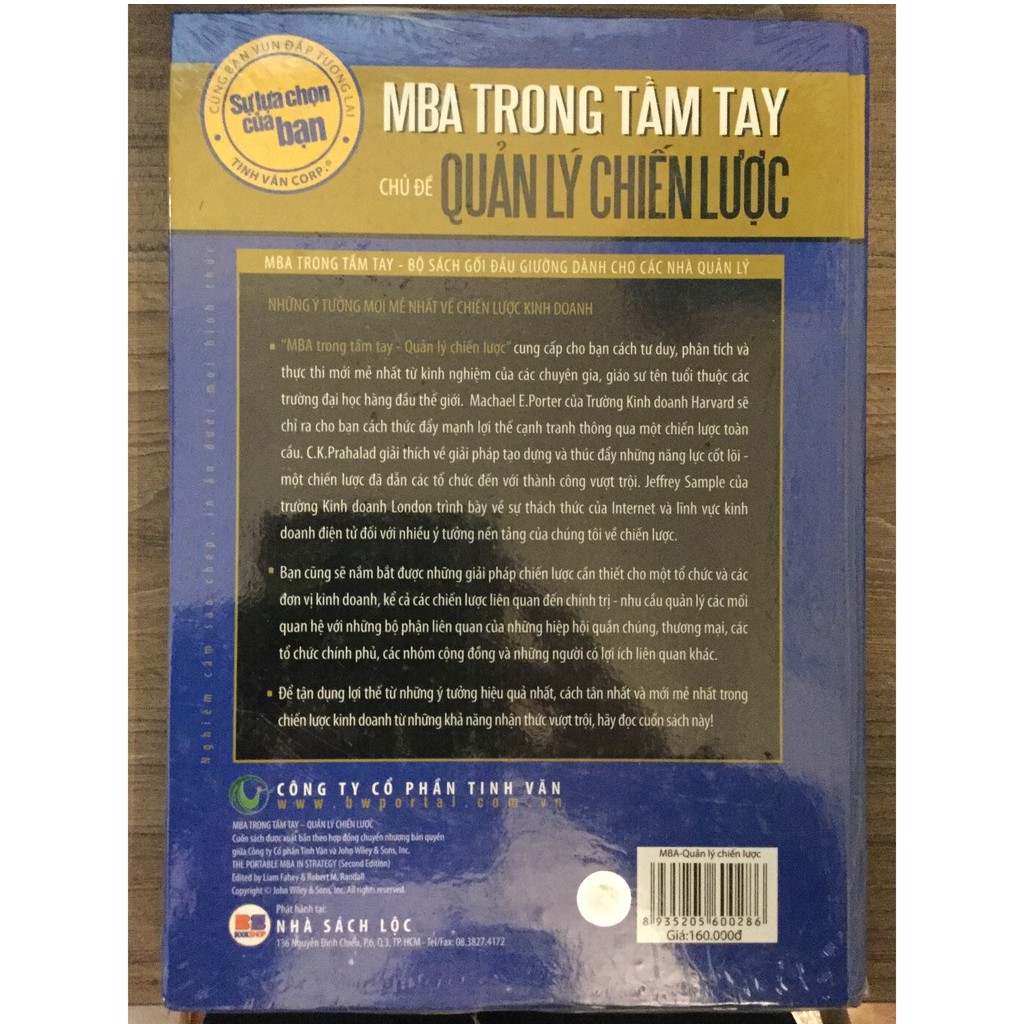 CÙNG BẠN VUN ĐẮP TƯƠNG LAI
Sự lựa chọn
của bạn
TINH VĂN CORP.®
MBA TRONG TẦM TAY
CHỦ ĐỀ QUẢN LÝ CHIẾN LƯỢC
MBA TRONG TẦM TAY - BỘ SÁCH GỐI ĐẦU GIƯỜNG DÀNH CHO CÁC NHÀ QUẢN LÝ
NHỮNG Ý TƯỞNG MỚI MẺ NHẤT VỀ CHIẾN LƯỢC KINH DOANH
"MBA trong tầm tay - Quản lý chiến lược" cung cấp cho bạn cách tư duy, phân tích và
thực thi mới mẻ nhất từ kinh nghiệm của các chuyên gia, giáo sư tên tuổi thuộc các
trường đại học hàng đầu thế giới. Machael E.Porter của Trường Kinh doanh Harvard sẽ
chỉ ra cho bạn cách thức đẩy mạnh lợi thế cạnh tranh thông qua một chiến lược toàn
cầu. C.K.Prahalad giải thích về giải pháp tạo dựng và thúc đẩy những năng lực cốt lõi -
một chiến lược đã dẫn các tổ chức đến với thành công vượt trội. Jeffrey Sample của
trường Kinh doanh London trình bày về sự thách thức của Internet và lĩnh vực kinh
doanh điện tử đối với nhiều ý tưởng nền tảng của chúng tôi về chiến lược.
Bạn cũng sẽ nắm bắt được những giải pháp chiến lược cần thiết cho một tổ chức và các
đơn vị kinh doanh, kể cả các chiến lược liên quan đến chính trị - nhu cầu quản lý các mối
quan hệ với những bộ phận liên quan của những hiệp hội quần chúng, thương mại, các
tổ chức chính phủ, các nhóm cộng đồng và những người có lợi ích liên quan khác.
Để tận dụng lợi thế từ những ý tưởng hiệu quả nhất, cách tân nhất và mới mẻ nhất trong
chiến lược kinh doanh từ những khả năng nhận thức vượt trội, hãy đọc cuốn sách này!
Nghiêm cấm sao chép, in ấn dưới mọi hình thức
CÔNG TY CỔ PHẦN TINH VĂN
www.bwportal.com.vn
MBA TRONG TẦM TAY – QUẢN LÝ CHIẾN LƯỢC
Cuốn sách được xuất bản theo hợp đồng chuyển nhượng bản quyền
giữa Công ty Cổ phần Tinh Văn và John Wiley & Sons, Inc.
THE PORTABLE MBA IN STRATEGY (Second Edition)
Edited by Liam Fahey & Robert M. Randall
Copyright © John Wiley & Sons, Inc. All rights reserved.
BOOKSHOP
Phát hành tại:
NHÀ SÁCH LỘC
136 Nguyễn Đình Chiểu, P.6, Q.3, TP. HCM - Tel/Fax: 08.3827.4172
MBA-Quản lý chiến lược
8 935205 600286
Giá:160.000đ